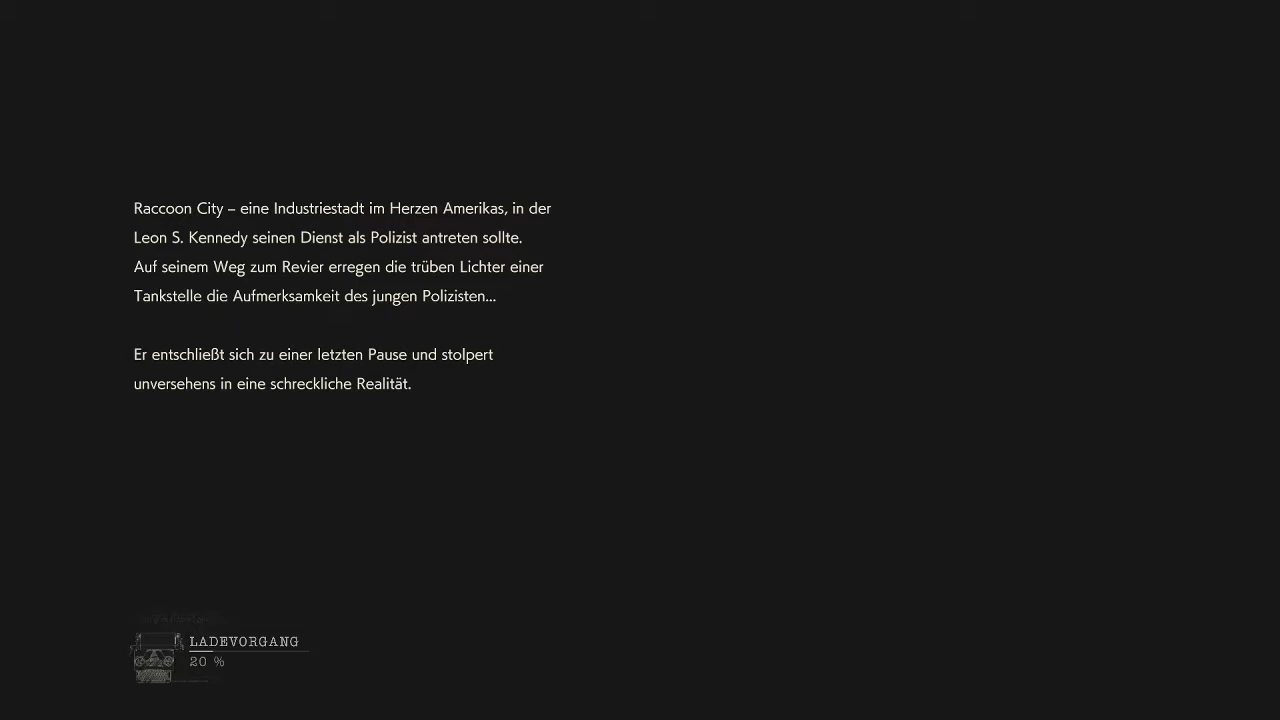 Raccoon City – eine Industriestadt im Herzen Amerikas, in der
Leon S. Kennedy seinen Dienst als Polizist antreten sollte.
Auf seinem Weg zum Revier erregen die trüben Lichter einer
Tankstelle die Aufmerksamkeit des jungen Polizisten...
Er entschließt sich zu einer letzten Pause und stolpert
unversehens in eine schreckliche Realität.
LADEVORGANG
20 %